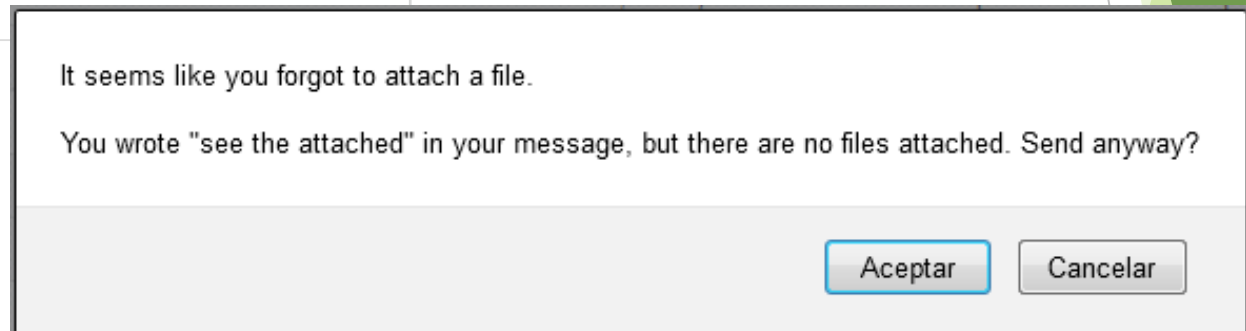 It seems like you forgot to attach a file.
You wrote "see the attached" in your message, but there are no files attached. Send anyway?
Aceptar
Cancelar